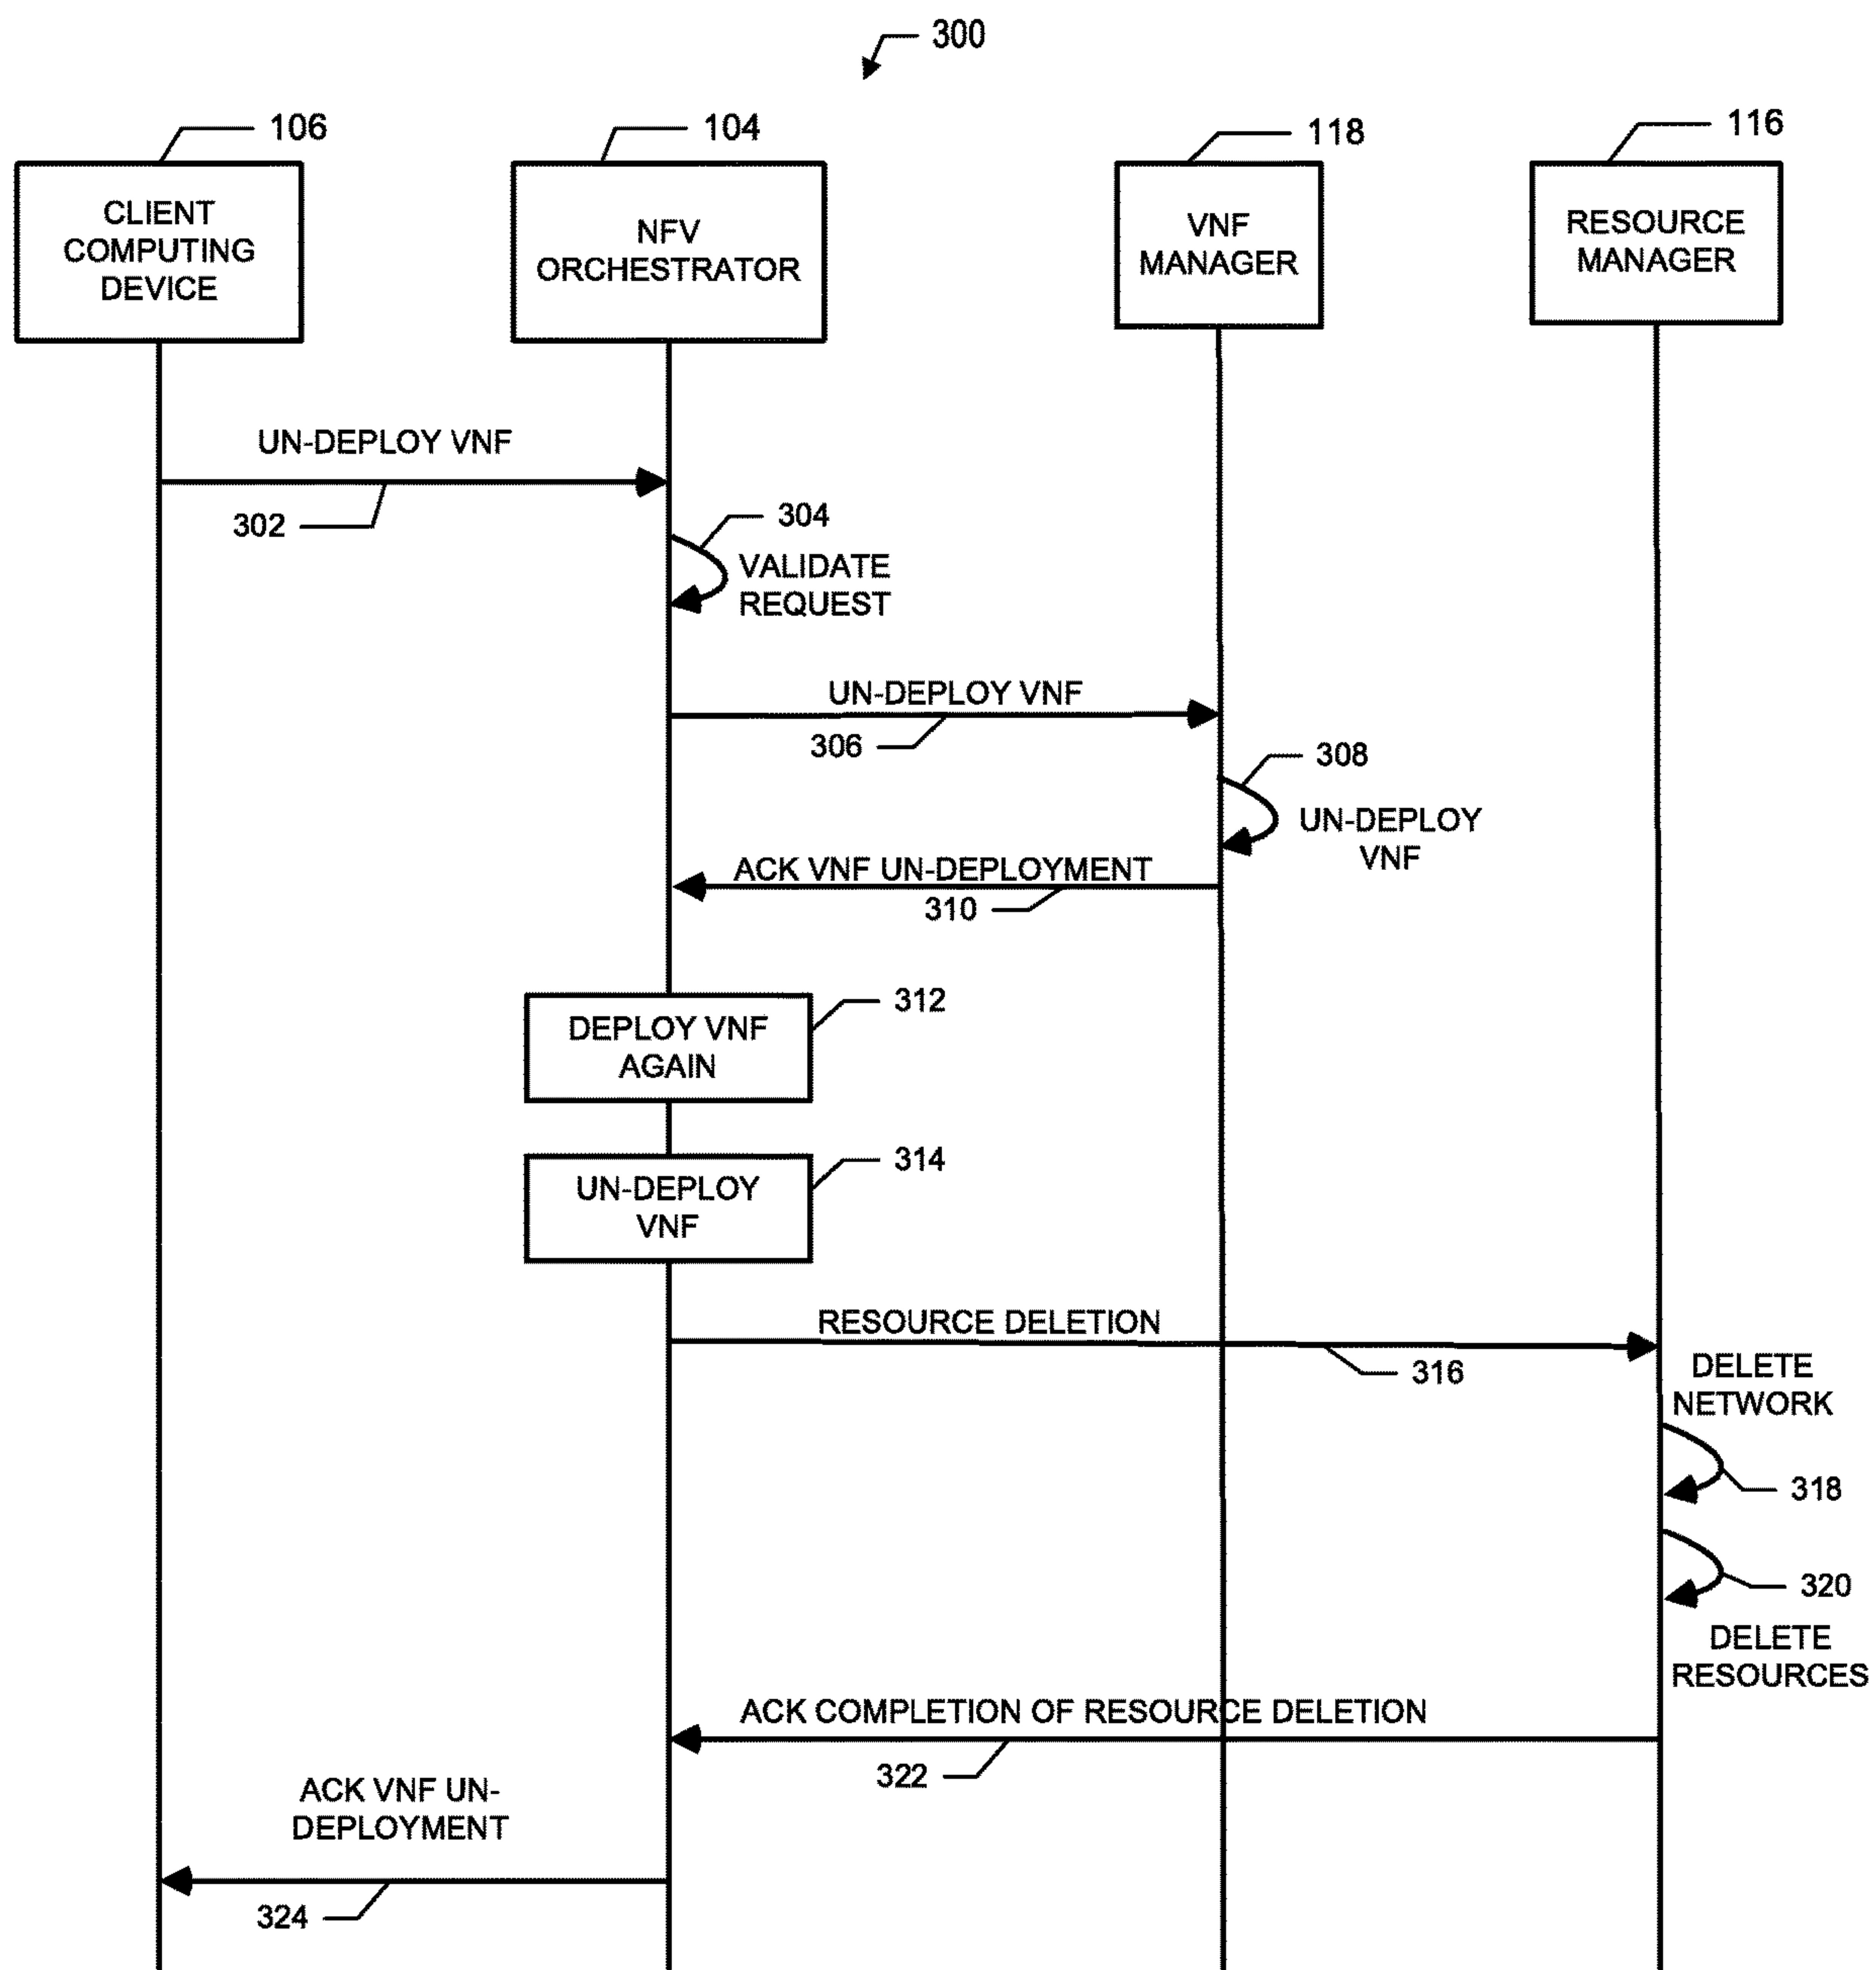 300
106
104
118
116
CLIENT
COMPUTING
DEVICE
NFV
ORCHESTRATOR
VNF
MANAGER
RESOURCE
MANAGER
UN-DEPLOY VNF
302
304
VALIDATE
REQUEST
UN-DEPLOY VNF
306
308
UN-DEPLOY
VNF
ACK VNF UN-DEPLOYMENT
310
312
DEPLOY VNF
AGAIN
314
UN-DEPLOY
VNF
RESOURCE DELETION
316
DELETE
NETWORK
318
320
DELETE
RESOURCES
ACK COMPLETION OF RESOURCE DELETION
322
ACK VNF UN-
DEPLOYMENT
324